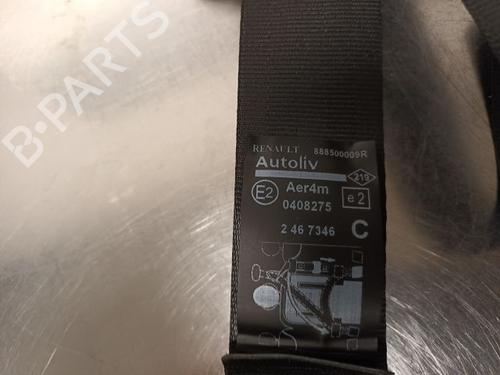 B-PARTS
RENAULT 888500009R
Autoliv
219
E2 Aer4m e2
0408275
2 46 7346 C